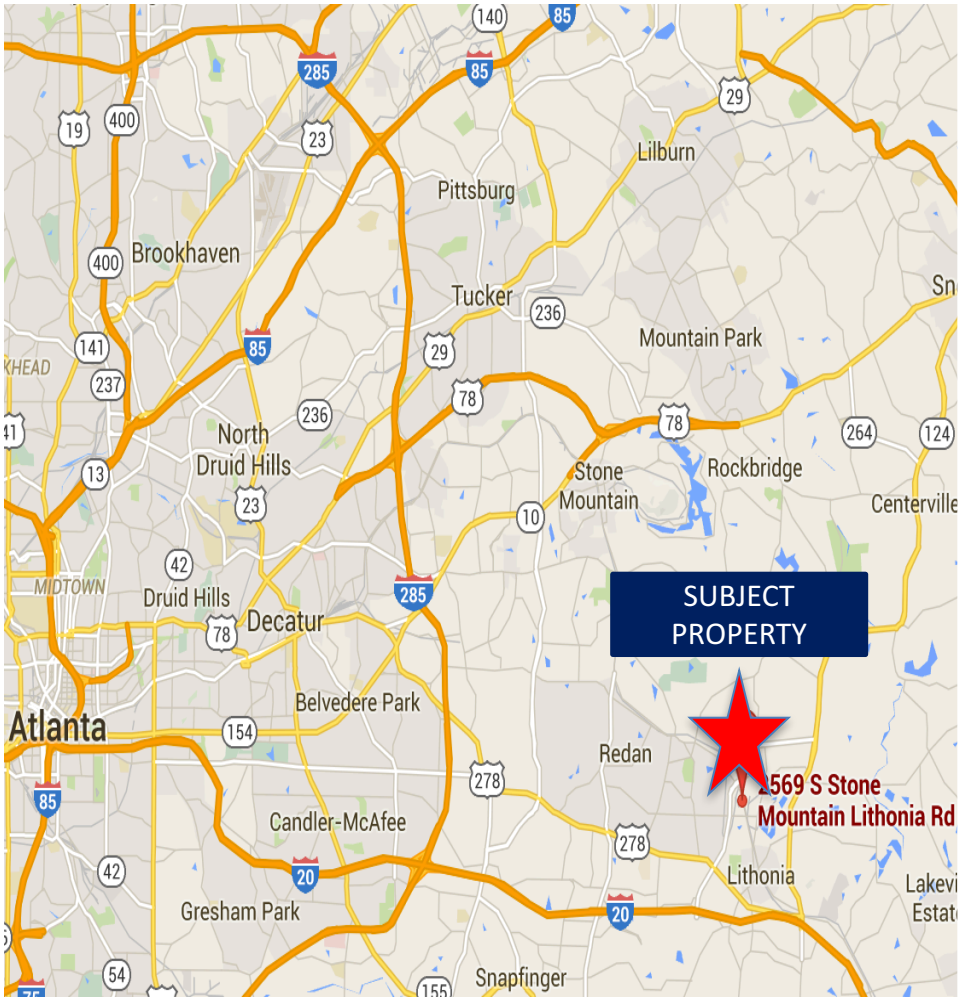 140
85
285
85
29
19
400
23
Lilburn
Pittsburg
Brookhaven
400
Tucker
Sn
236
Mountain Park
141
85
29
KHEAD
237
78
236
41
78
264
124
North
Druid Hills
13
Stone
Mountain
Rockbridge
23
10
Centerville
42
MIDTOWN
Druid Hills
285
SUBJECT
PROPERTY
78
Decatur
Belvedere Park
Atlanta
154
Redan
278
2569 S Stone
Mountain Lithonia Rd
85
Candler-McAfee
278
42
20
Lithonia
Lakevi
Estat
Gresham Park
20
54
Snapfinger
155
75